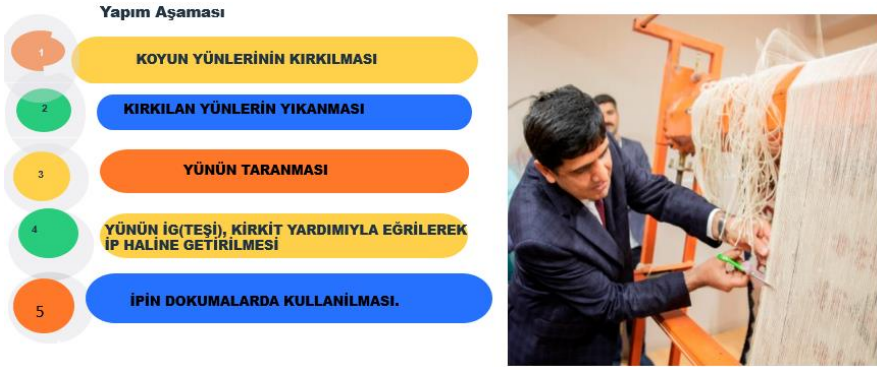 Yapım Aşaması
1
KOYUN YÜNLERİNİN KIRKILMASI
2
KIRKILAN YÜNLERİN YIKANMASI
3
YÜNÜN TARANMASI
4
YÜNÜN İG(TEŞİ), KİRKİT YARDIMIYLA EĞRİLEREK
İP HALİNE GETİRİLMESİ
5
İPİN DOKUMALARDA KULLANILMASI.